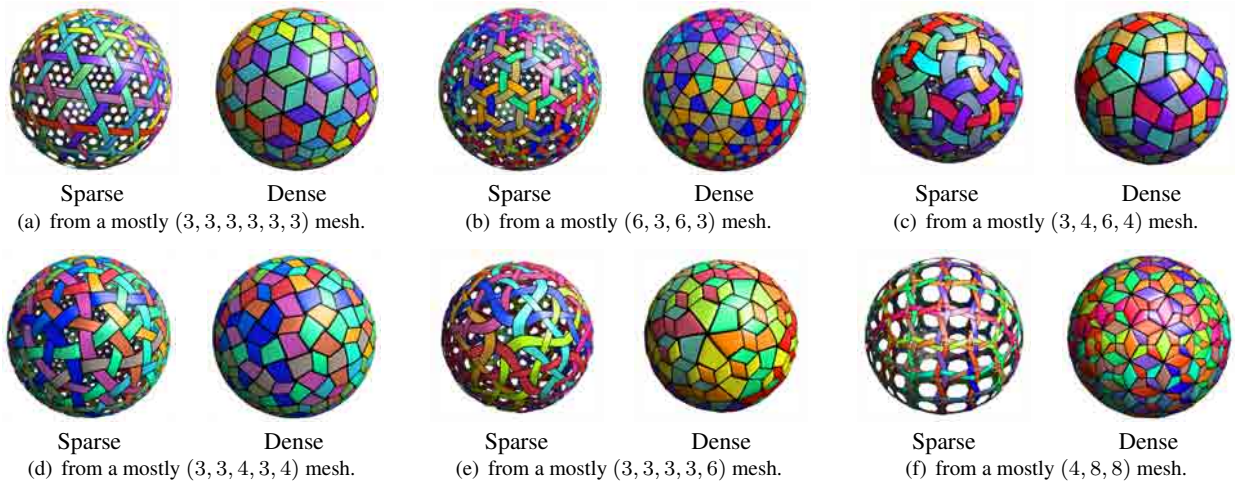 Sparse Dense Sparse Dense Sparse Dense
(a) from a mostly (3, 3, 3, 3, 3, 3) mesh. (b) from a mostly (6, 3, 6, 3) mesh. (c) from a mostly (3, 4, 6, 4) mesh.
Sparse Dense Sparse Dense Sparse Dense
(d) from a mostly (3, 3, 4, 3, 4) mesh. (e) from a mostly (3, 3, 3, 3, 6) mesh. (f) from a mostly (4, 8, 8) mesh.